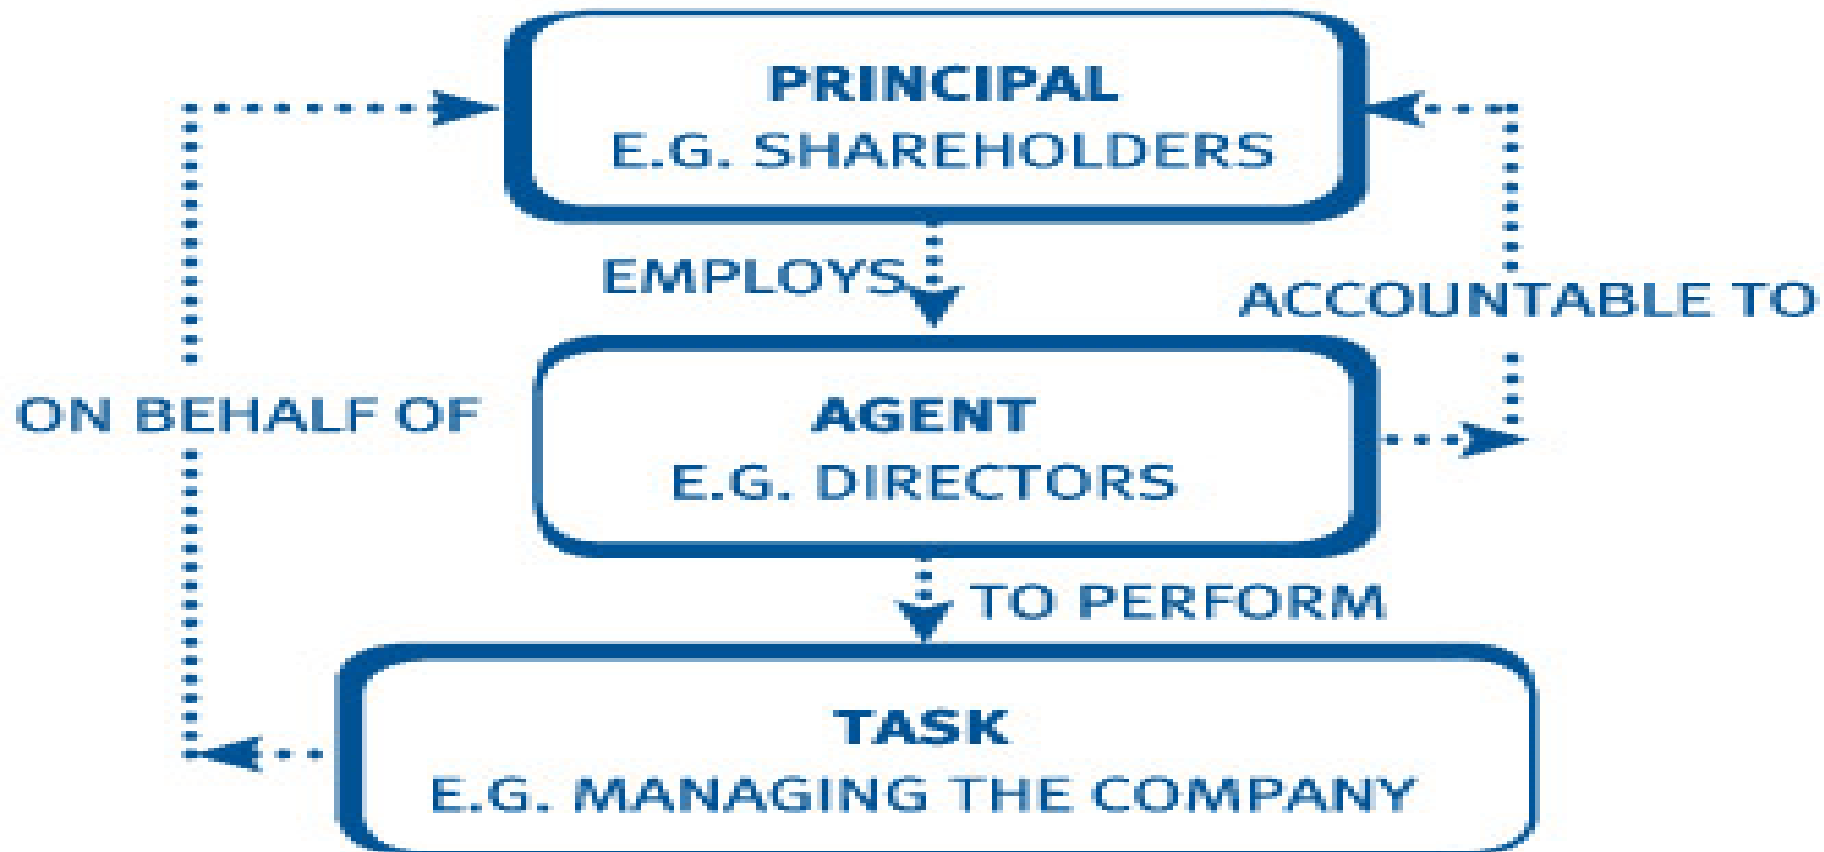 PRINCIPAL
E.G. SHAREHOLDERS
EMPLOYS
ACCOUNTABLE TO
ON BEHALF OF
AGENT
E.G. DIRECTORS
TO PERFORM
TASK
E.G. MANAGING THE COMPANY